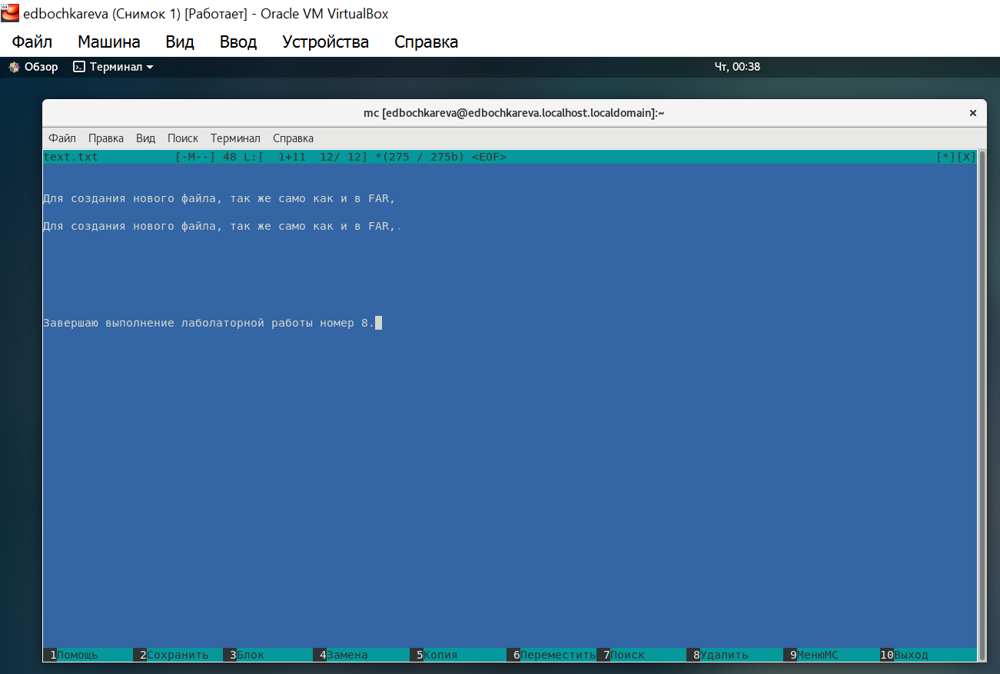 edbochkareva (Снимок 1) [Работает] - Oracle VM VirtualBox
Файл Машина Вид Ввод Устройства Справка
Обзор Терминал Чт, 00:38
mc [edbochkareva@edbochkareva.localhost.localdomain]:~
Файл Правка Вид Поиск Терминал Справка
text.txt [-M--] 48 L:[ 1+11 12/ 12] *(275 / 275b) <EOF> [*][X]
Для создания нового файла, так же само как и в FAR,
Для создания нового файла, так же само как и в FAR,.
Завершаю выполнение лаболаторной работы номер 8.
1Помощь 2Сохранить 3Блок 4Замена 5Копия 6Переместить 7Поиск 8Удалить 9МенюMC 10Выход